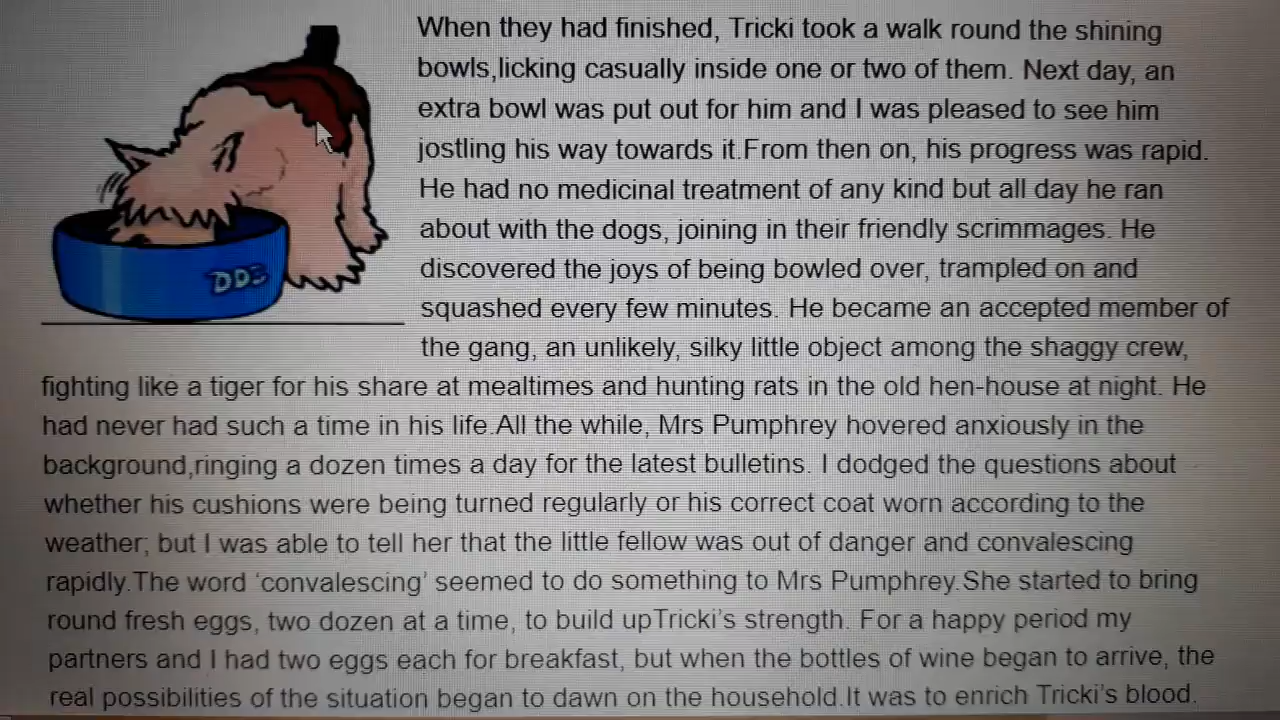 When they had finished, Tricki took a walk round the shining
bowls,licking casually inside one or two of them. Next day, an
extra bowl was put out for him and I was pleased to see him
jostling his way towards it.From then on, his progress was rapid.
He had no medicinal treatment of any kind but all day he ran
about with the dogs, joining in their friendly scrimmages. He
discovered the joys of being bowled over, trampled on and
squashed every few minutes. He became an accepted member of
the gang, an unlikely, silky little object among the shaggy crew,
fighting like a tiger for his share at mealtimes and hunting rats in the old hen-house at night. He
had never had such a time in his life.All the while, Mrs Pumphrey hovered anxiously in the
background,ringing a dozen times a day for the latest bulletins. I dodged the questions about
whether his cushions were being turned regularly or his correct coat worn according to the
weather; but I was able to tell her that the little fellow was out of danger and convalescing
rapidly.The word ‘convalescing’ seemed to do something to Mrs Pumphrey.She started to bring
round fresh eggs, two dozen at a time, to build upTricki’s strength. For a happy period my
partners and I had two eggs each for breakfast, but when the bottles of wine began to arrive, the
real possibilities of the situation began to dawn on the household.It was to enrich Tricki’s blood.